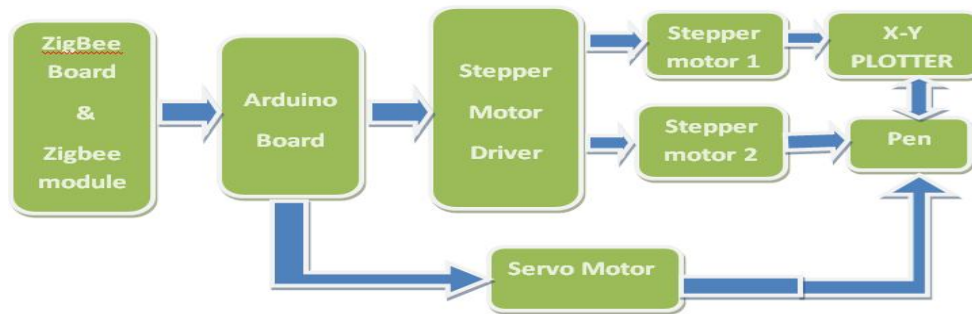 ZigBee
Board
&
Zigbee
module
Arduino
Board
Stepper
Motor
Driver
Stepper
motor 1
X-Y
PLOTTER
Stepper
motor 2
Pen
Servo Motor